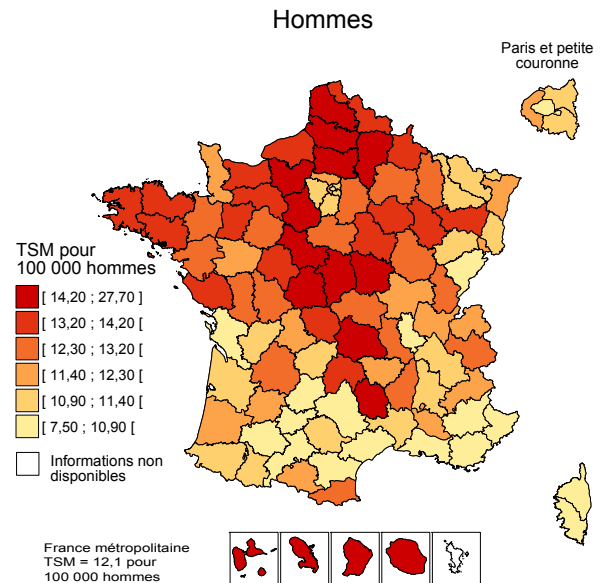 Hommes
Paris et petite
couronne
TSM pour
100 000 hommes
[ 14,20 ; 27,70 ]
[ 13,20 ; 14,20 [
[ 12,30 ; 13,20 [
[ 11,40 ; 12,30 [
[ 10,90 ; 11,40 [
[ 7,50 ; 10,90 [
Informations non
disponibles
France métropolitaine
TSM = 12,1 pour
100 000 hommes